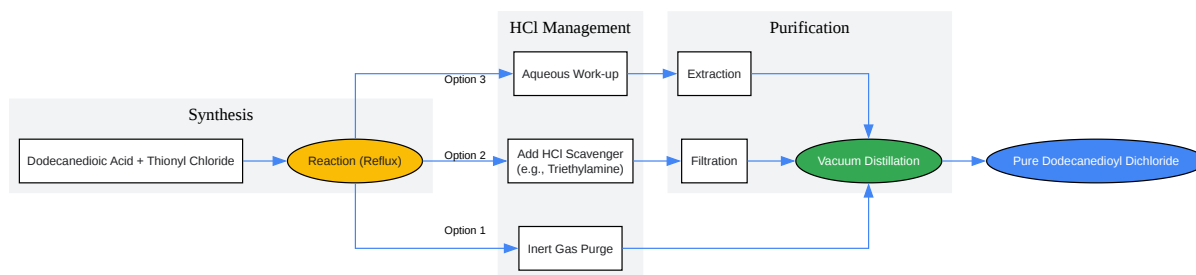 HCl Management
Purification
Synthesis
Option 3
Aqueous Work-up
Extraction
Dodecanedioic Acid + Thionyl Chloride
Reaction (Reflux)
Option 2
Add HCl Scavenger
(e.g., Triethylamine)
Filtration
Vacuum Distillation
Pure Dodecanedioyl Dichloride
Option 1
Inert Gas Purge